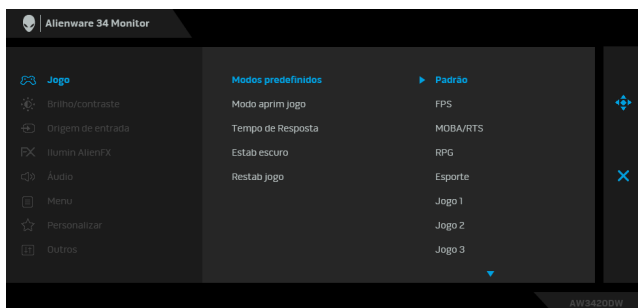 Alienware 34 Monitor
Jogo
Modos predefinidos
Padrão
Brilho/contraste
Modo aprim jogo
FPS
Origem de entrada
Tempo de Resposta
MOBA/RTS
FX
Ilumin AlienFX
Estab escuro
RPG
Áudio
Restab jogo
Esporte
Menu
Jogo 1
Personalizar
Jogo 2
Outros
Jogo 3
AW3420DW